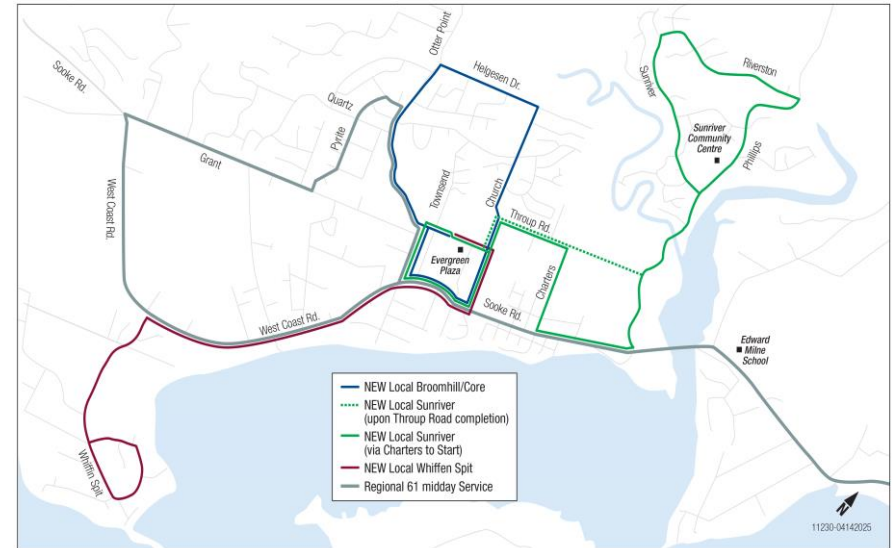 Otter Point
Sooke Rd.
Helgesen Dr.
Quartz
Pyrite
Grant
Sunriver
Riverston
Sunriver
Community
Centre
Phillips
West Coast Rd.
Townsend
Church
Throup Rd.
Evergreen
Plaza
Charters
Sooke Rd.
West Coast Rd.
Edward
Milne
School
Whiffin Spit
NEW Local Broomhill/Core
NEW Local Sunriver
(upon Throup Road completion)
NEW Local Sunriver
(via Charters to Start)
NEW Local Whiffen Spit
Regional 61 midday Service
N
11230-04142025